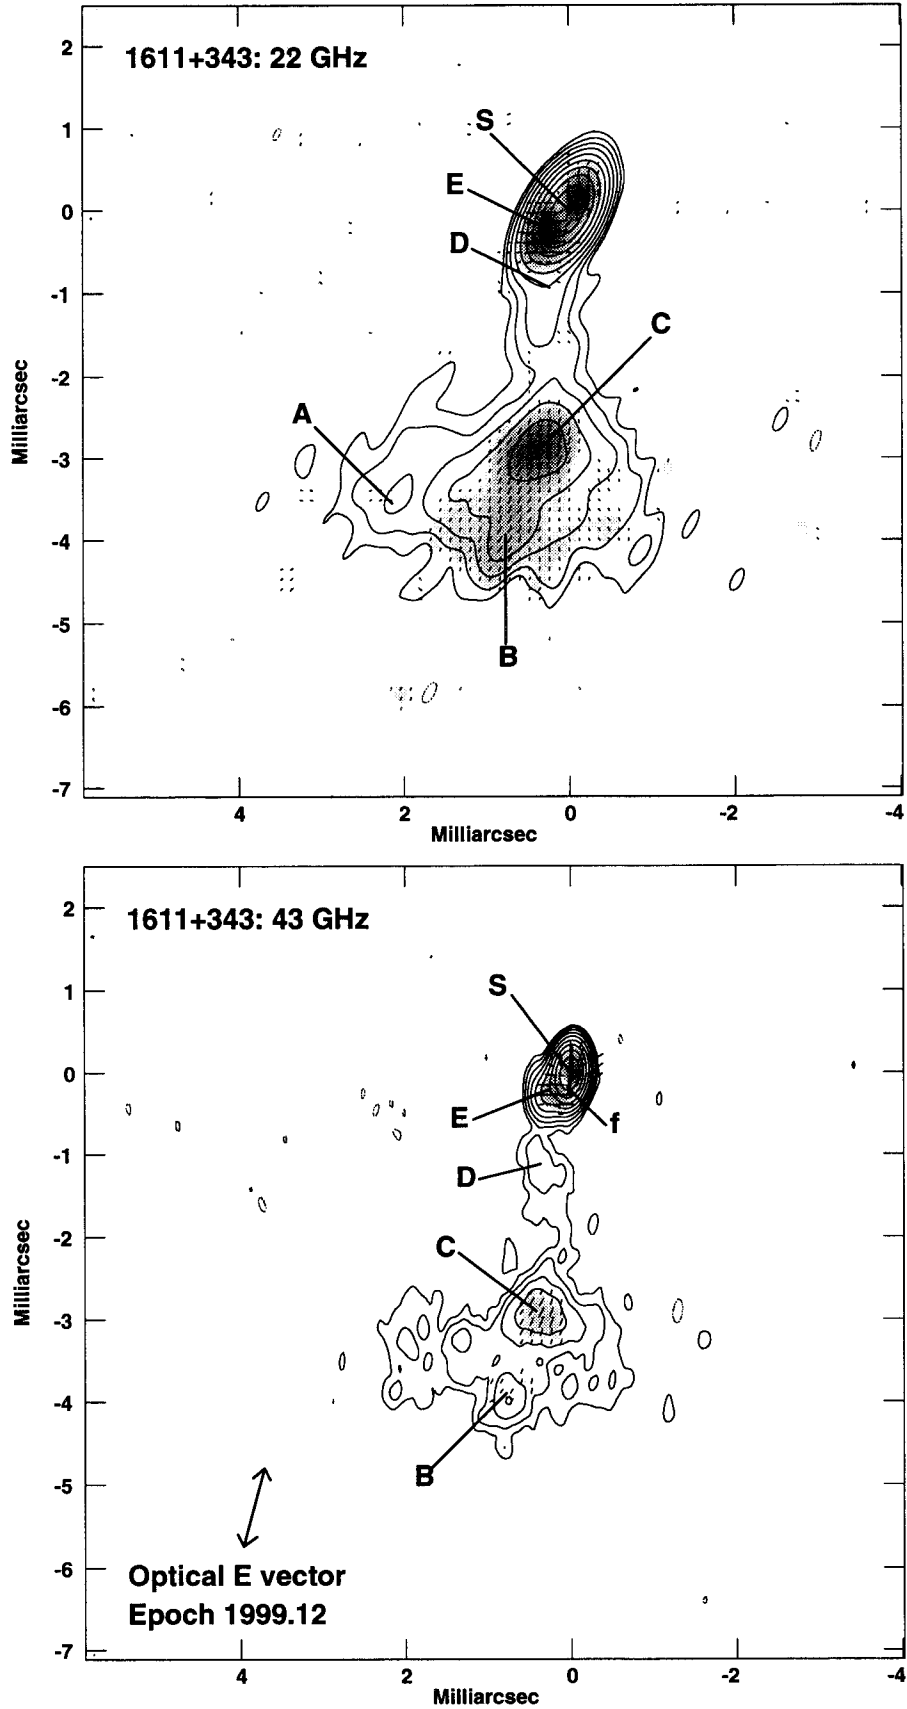 1611+343: 22 GHz
2
1
0
-1
-2
-3
-4
-5
-6
-7
Milliarcsec
S
E
D
C
A
B
4 2 0 -2 -4
Milliarcsec
1611+343: 43 GHz
2
1
0
-1
-2
-3
-4
-5
-6
-7
Milliarcsec
S
E
f
D
C
B
Optical E vector
Epoch 1999.12
4 2 0 -2 -4
Milliarcsec